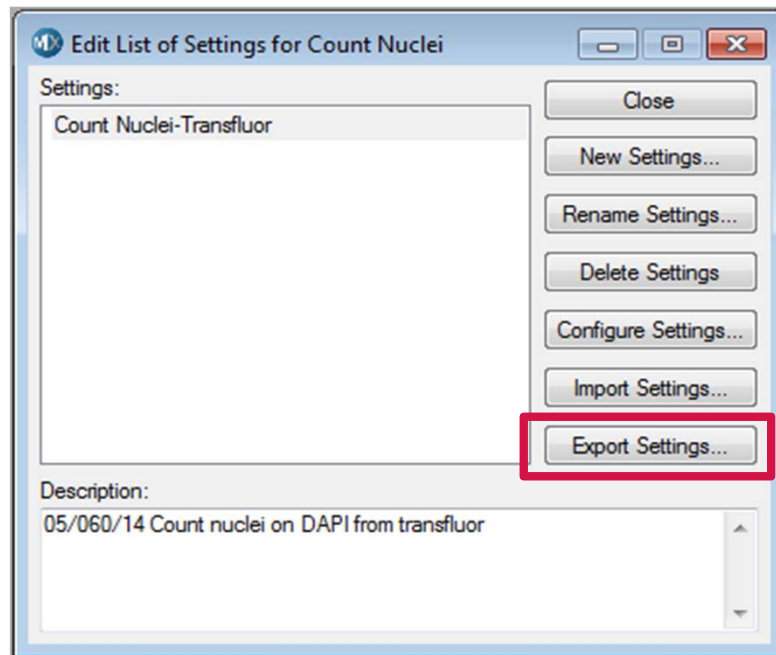 MX Edit List of Settings for Count Nuclei
Settings:
Count Nuclei-Transfluor
Close
New Settings...
Rename Settings...
Delete Settings
Configure Settings...
Import Settings...
Export Settings...
Description:
05/060/14 Count nuclei on DAPI from transfluor